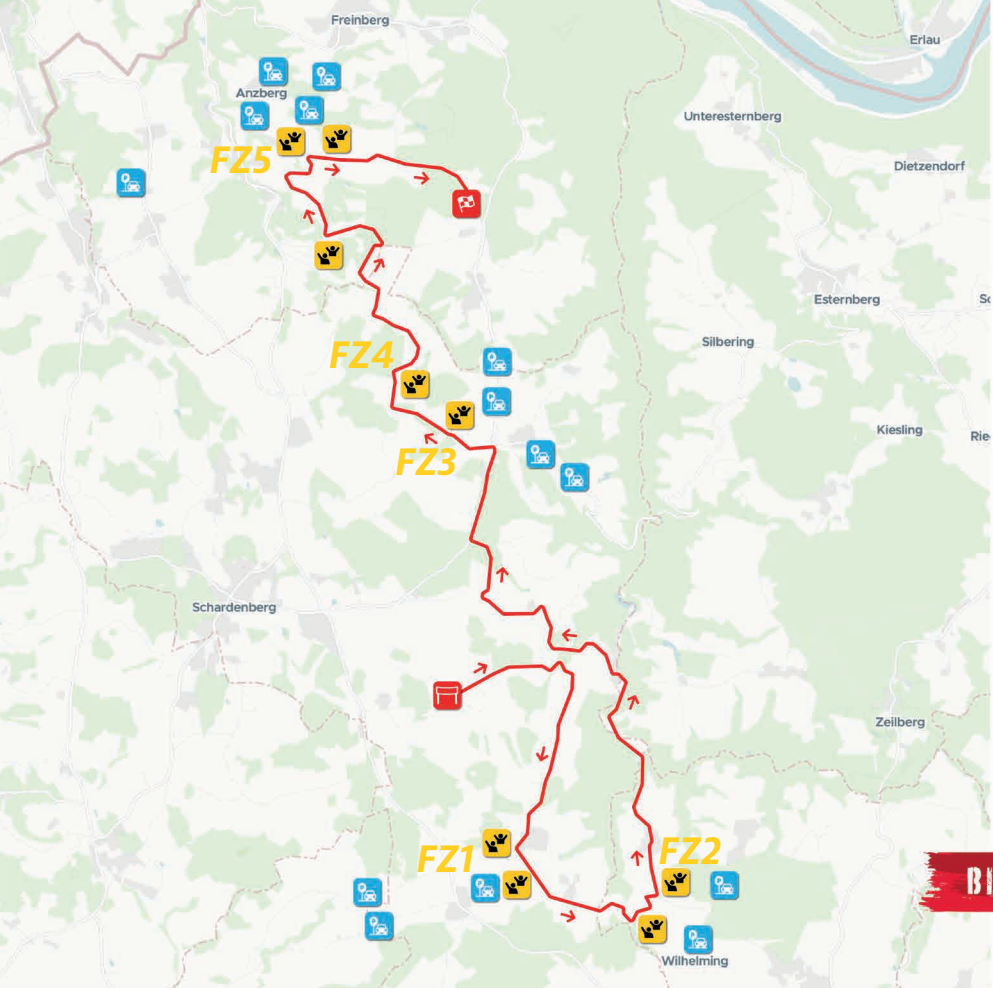 Freinberg
Erlau
Anzberg
Unteresternberg
FZ5
Dietzendorf
Esternberg
FZ4
Silbering
Kiesling
FZ3
Schardenberg
Zeilberg
FZ1
FZ2
Wilhelming